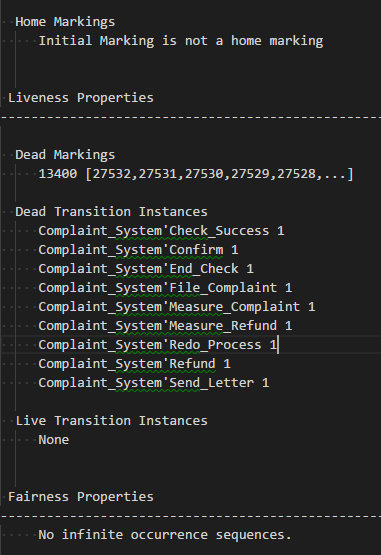 Home Markings
Initial Marking is not a home marking
Liveness Properties
------------------------------------------------------------------------
Dead Markings
13400 [27532,27531,27530,27529,27528,...]
Dead Transition Instances
Complaint_System'Check_Success 1
Complaint_System'Confirm 1
Complaint_System'End_Check 1
Complaint_System'File_Complaint 1
Complaint_System'Measure_Complaint 1
Complaint_System'Measure_Refund 1
Complaint_System'Redo_Process 1
Complaint_System'Refund 1
Complaint_System'Send_Letter 1
Live Transition Instances
None
Fairness Properties
------------------------------------------------------------------------
No infinite occurrence sequences.